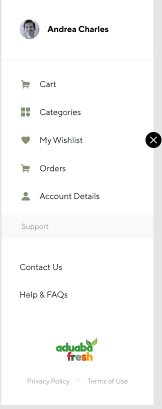 Andrea Charles
Cart
Categories
My Wishlist
Orders
Account Details
Support
Contact Us
Help & FAQs
aduaba
fresh
Privacy Policy · Terms of Use